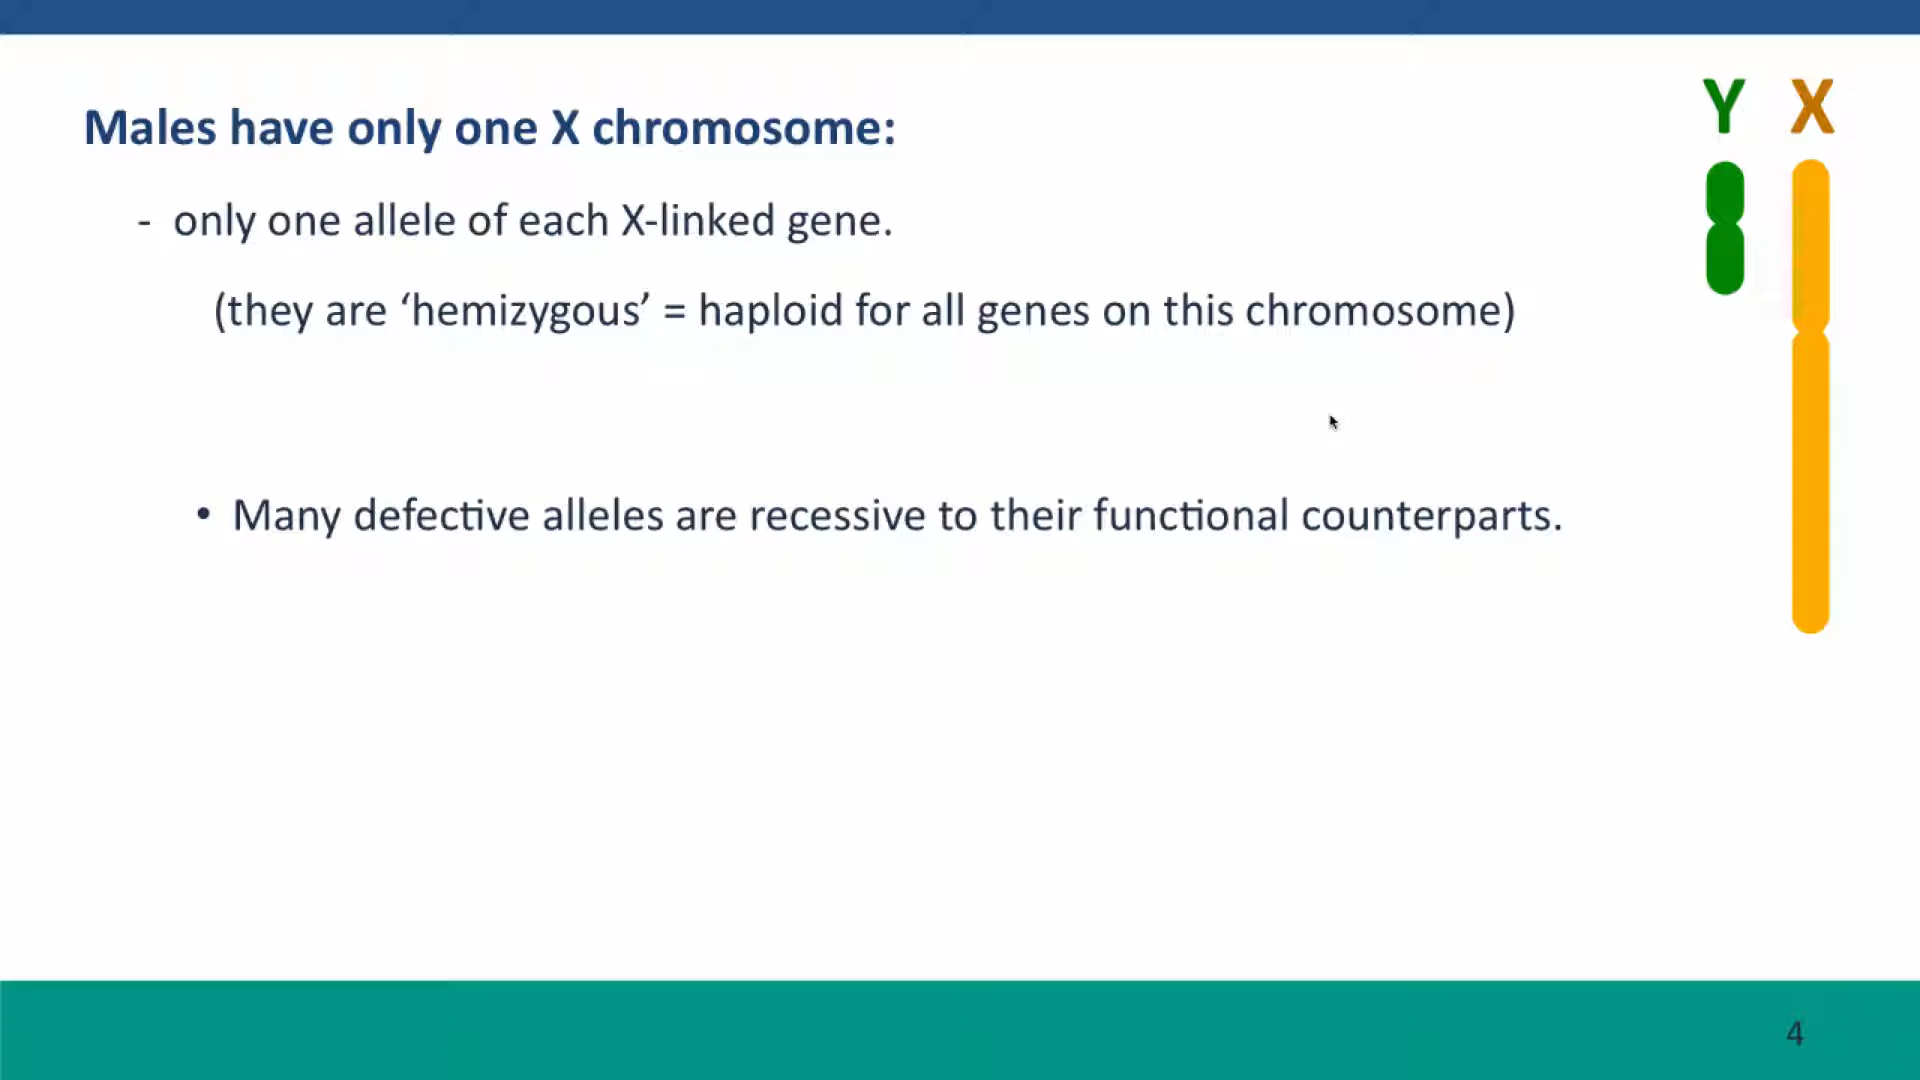 Y X
Males have only one X chromosome:
- only one allele of each X-linked gene.
(they are ‘hemizygous’ = haploid for all genes on this chromosome)
• Many defective alleles are recessive to their functional counterparts.
4